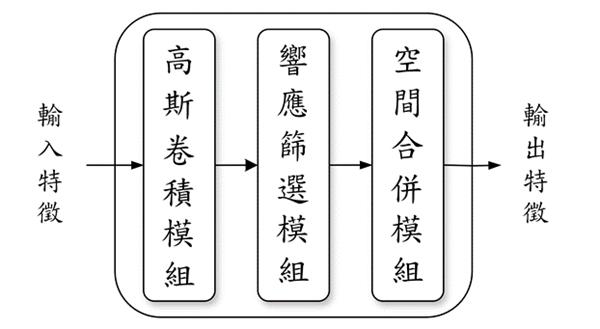 輸入特徵
高斯卷積模組
響應篩選模組
空間合併模組
輸出特徵